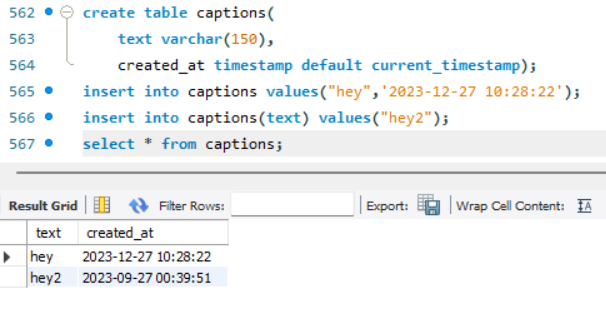 562 create table captions(
563 text varchar(150),
564 created_at timestamp default current_timestamp);
565 insert into captions values("hey",'2023-12-27 10:28:22');
566 insert into captions(text) values("hey2");
567 select * from captions;
Result Grid Filter Rows: Export: Wrap Cell Content: IA
text created_at
hey 2023-12-27 10:28:22
hey2 2023-09-27 00:39:51